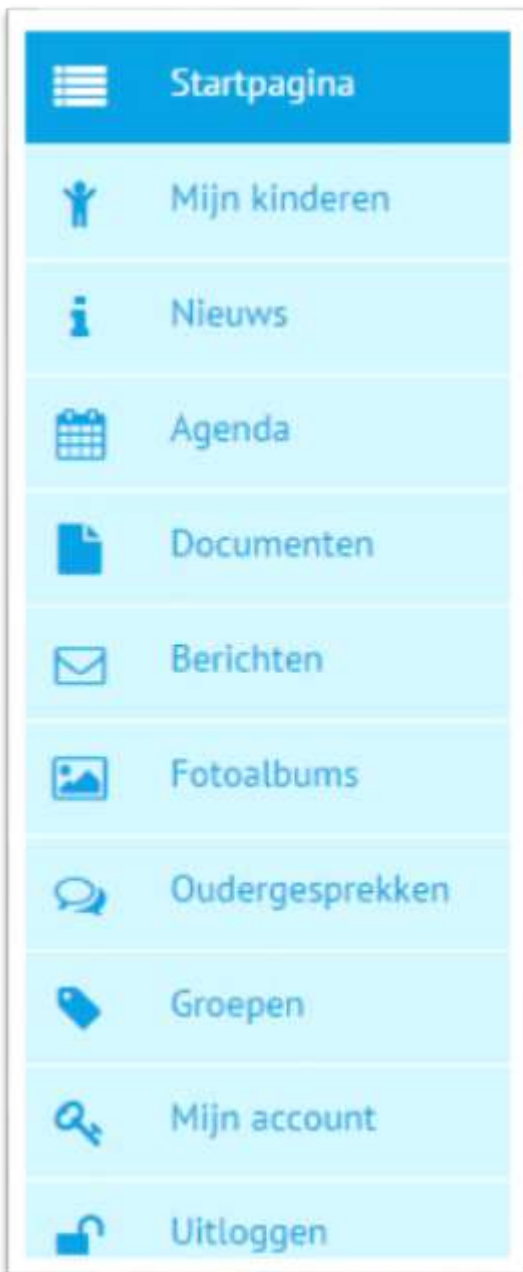 Startpagina
Mijn kinderen
Nieuws
Agenda
Documenten
Berichten
Fotoalbums
Oudergesprekken
Groepen
Mijn account
Uitloggen